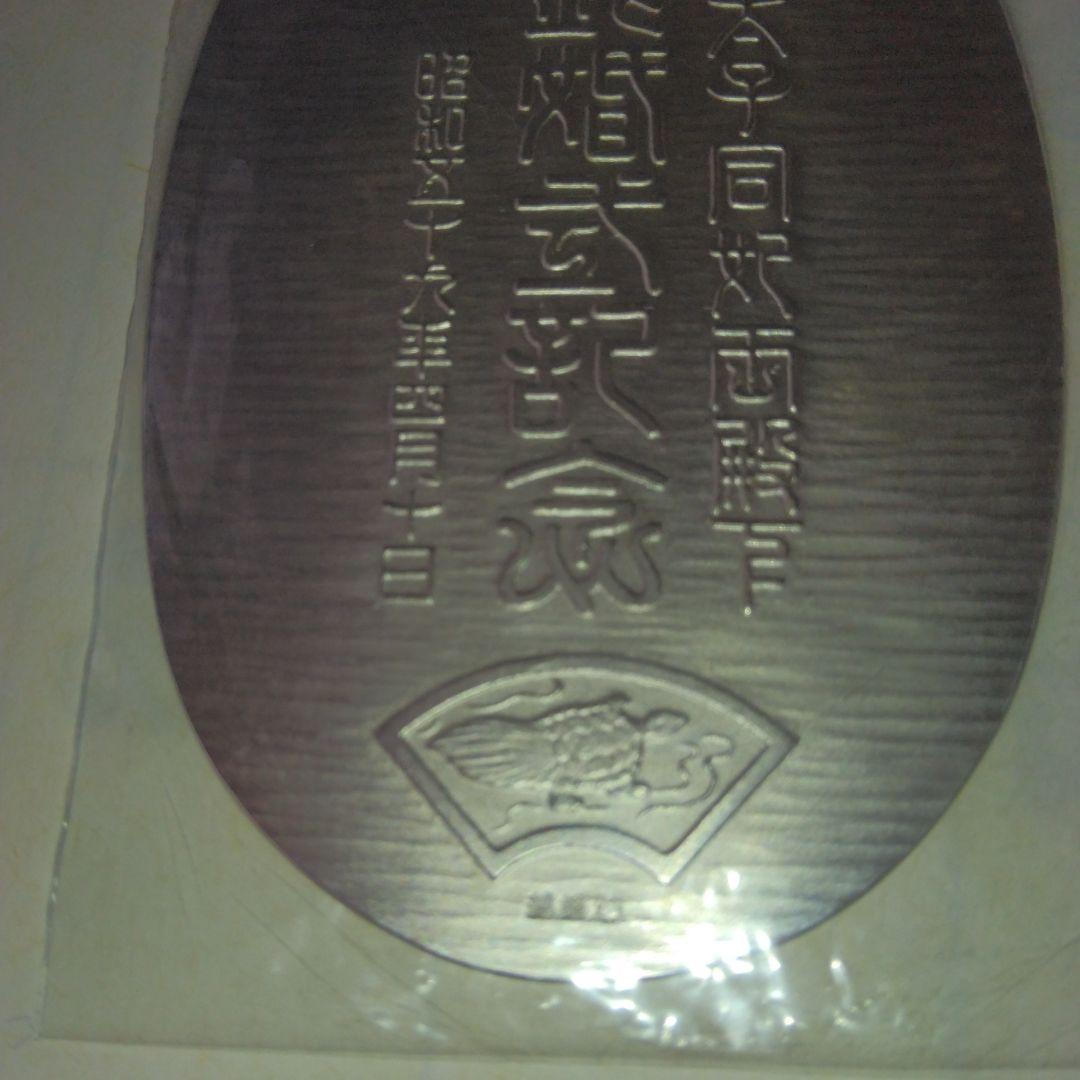 太子同妃両殿下
婚式記念
昭和五十九年四月十日